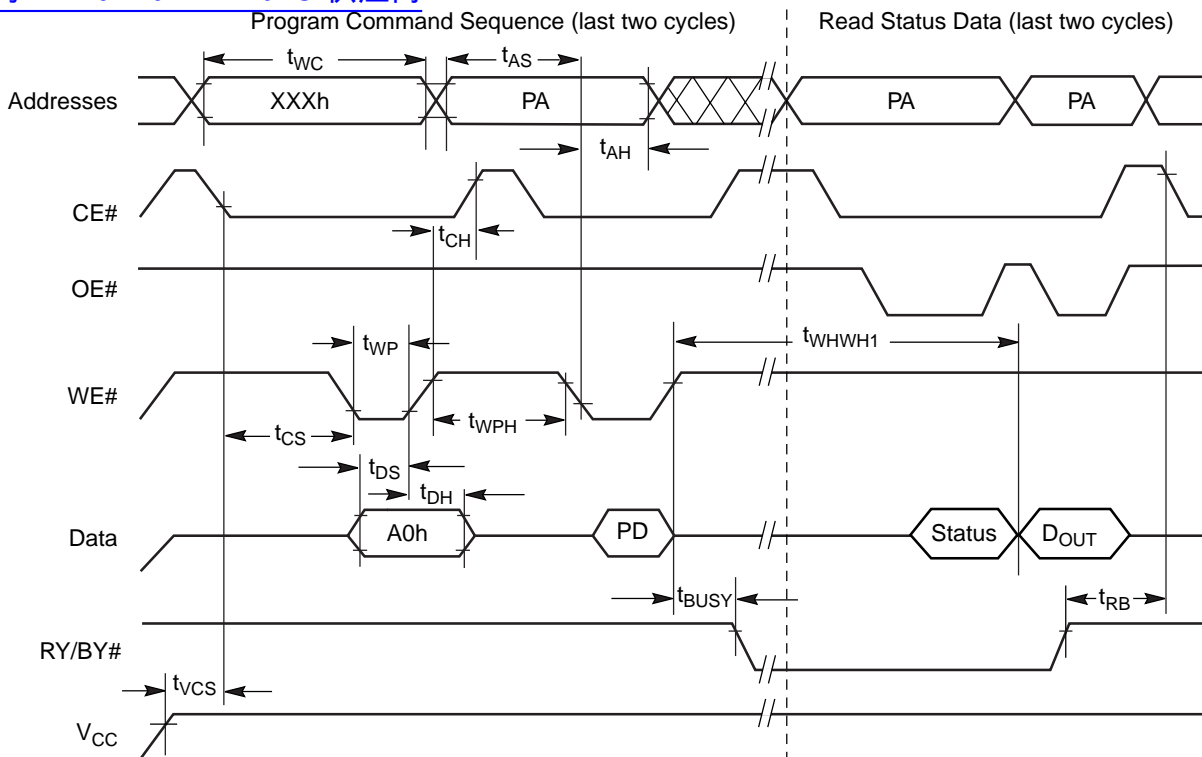 Program Command Sequence (last two cycles) Read Status Data (last two cycles)
tWC tAS
Addresses XXXh PA PA PA
tAH
CE#
tCH
OE#
tWP tWHWH1
WE#
tWPH
tCS
tDS
tDH
Data A0h PD Status DOUT
tBUSY tRB
RY/BY#
tVCS
VCC